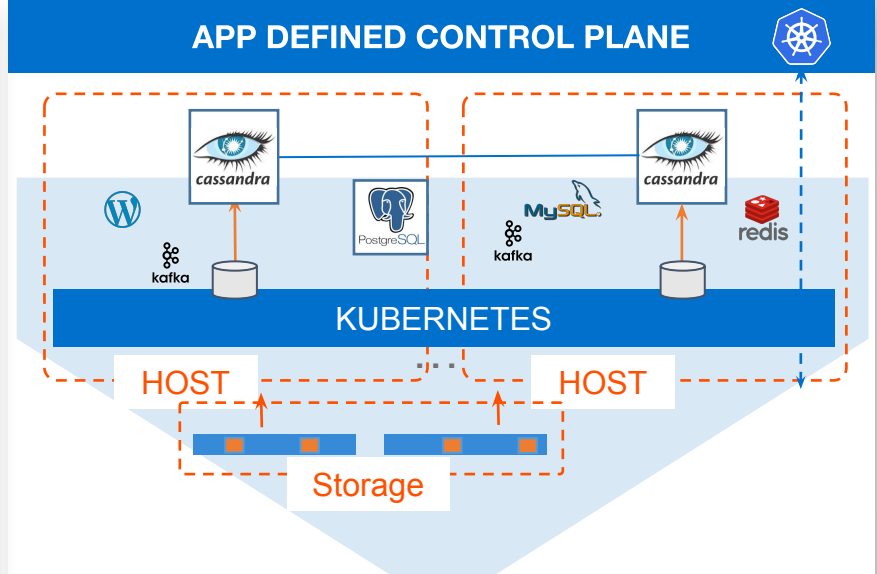 APP DEFINED CONTROL PLANE
cassandra
cassandra
W
PostgreSQL
MySQL
redis
kafka
kafka
KUBERNETES
...
HOST
HOST
Storage